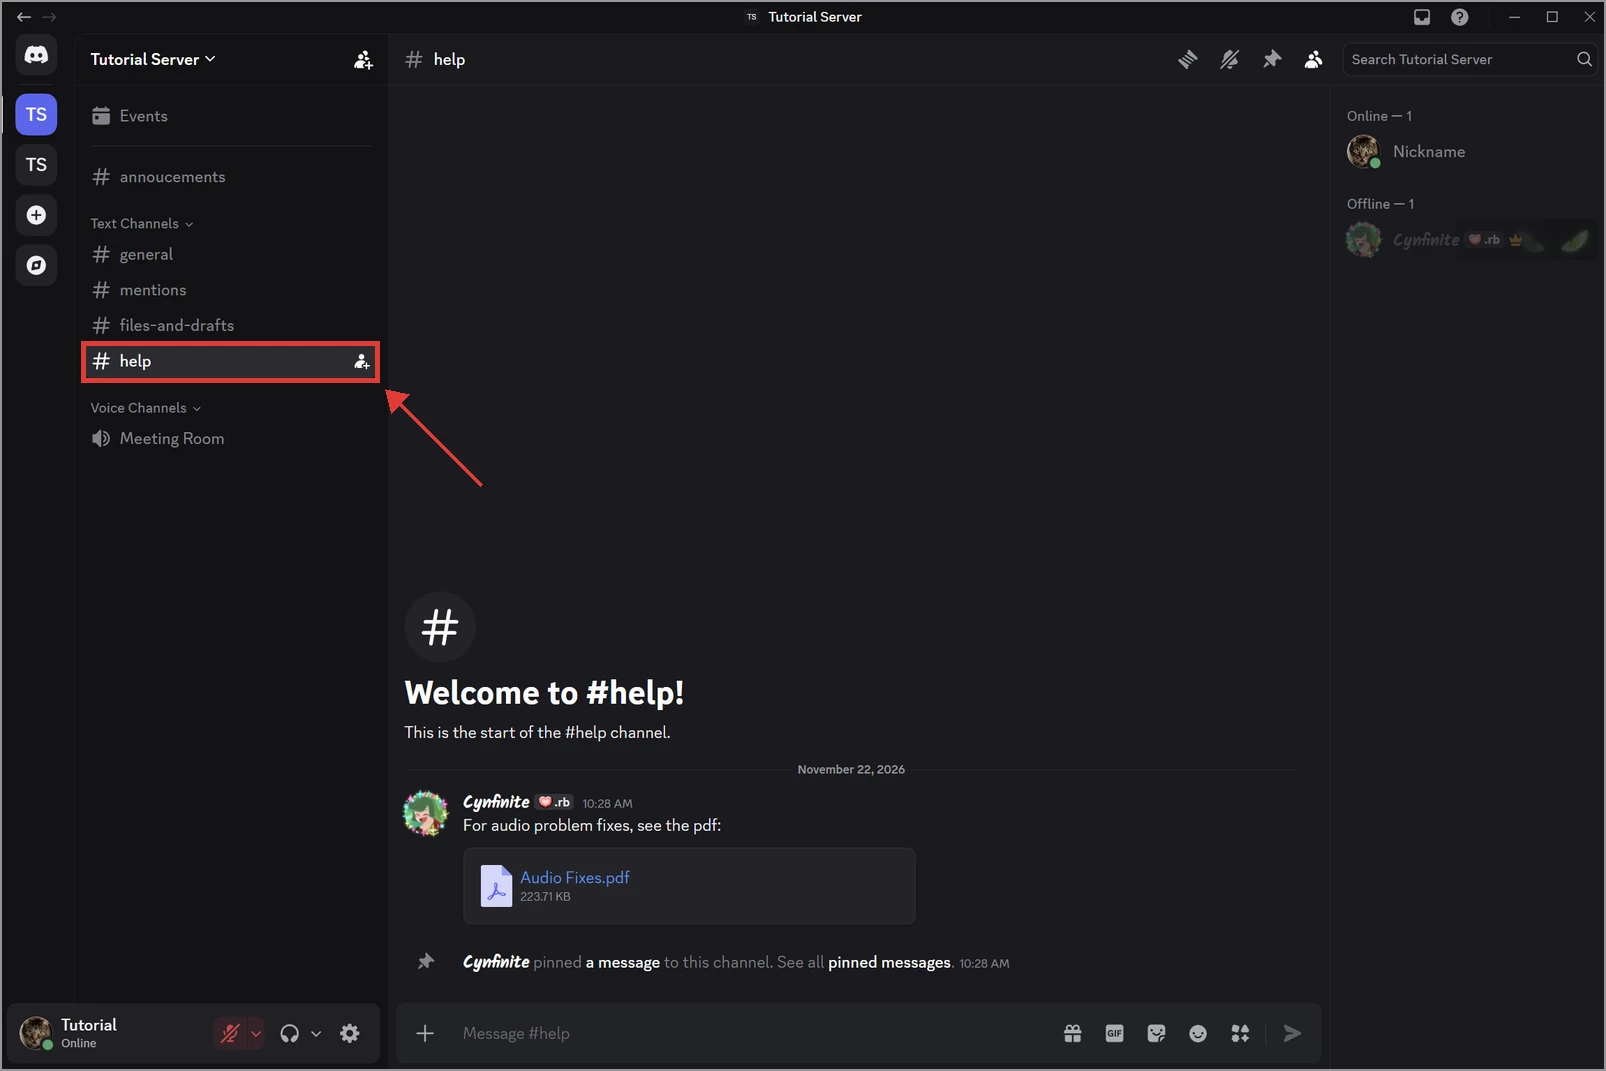 TS Tutorial Server
Tutorial Server
help
Search Tutorial Server
TS
TS
Events
annoucements
Text Channels
general
mentions
files-and-drafts
help
Voice Channels
Meeting Room
Online — 1
Nickname
Offline — 1
Cynfinite .rb
Welcome to #help!
This is the start of the #help channel.
November 22, 2026
Cynfinite .rb 10:28 AM
For audio problem fixes, see the pdf:
Audio Fixes.pdf
223.71 KB
Cynfinite pinned a message to this channel. See all pinned messages. 10:28 AM
Tutorial
Online
Message #help
GIF